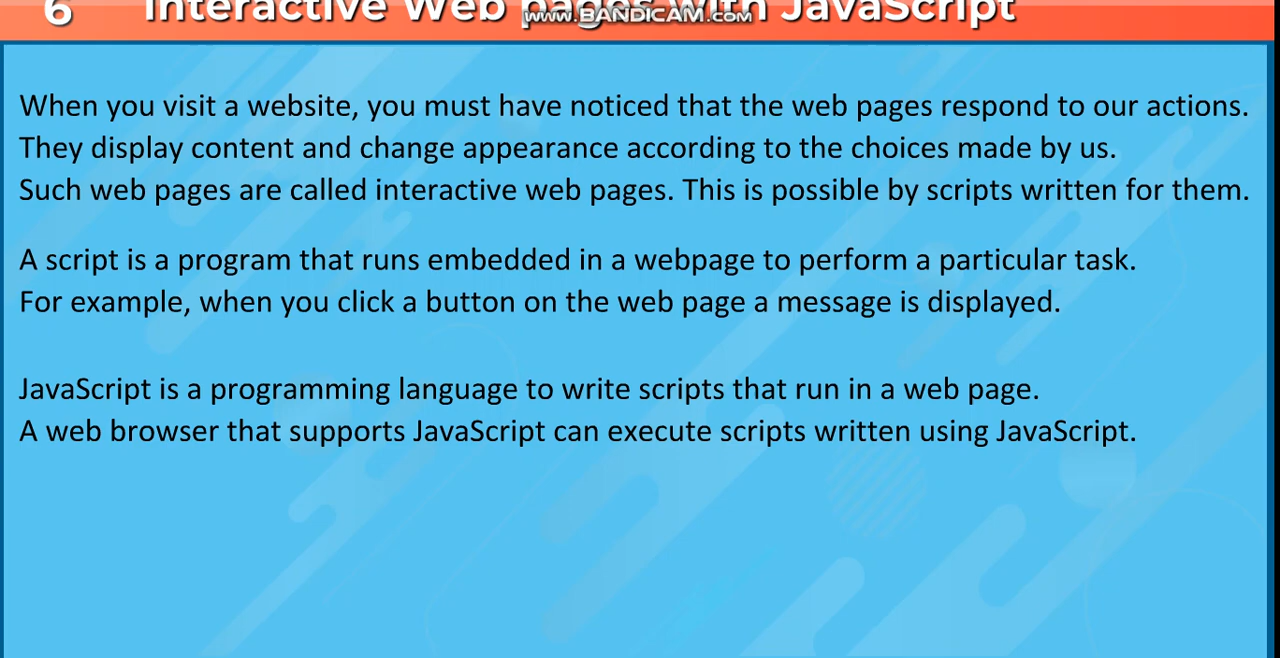 6 Interactive Web pages with JavaScript
www.BANDICAM.com
When you visit a website, you must have noticed that the web pages respond to our actions.
They display content and change appearance according to the choices made by us.
Such web pages are called interactive web pages. This is possible by scripts written for them.
A script is a program that runs embedded in a webpage to perform a particular task.
For example, when you click a button on the web page a message is displayed.
JavaScript is a programming language to write scripts that run in a web page.
A web browser that supports JavaScript can execute scripts written using JavaScript.